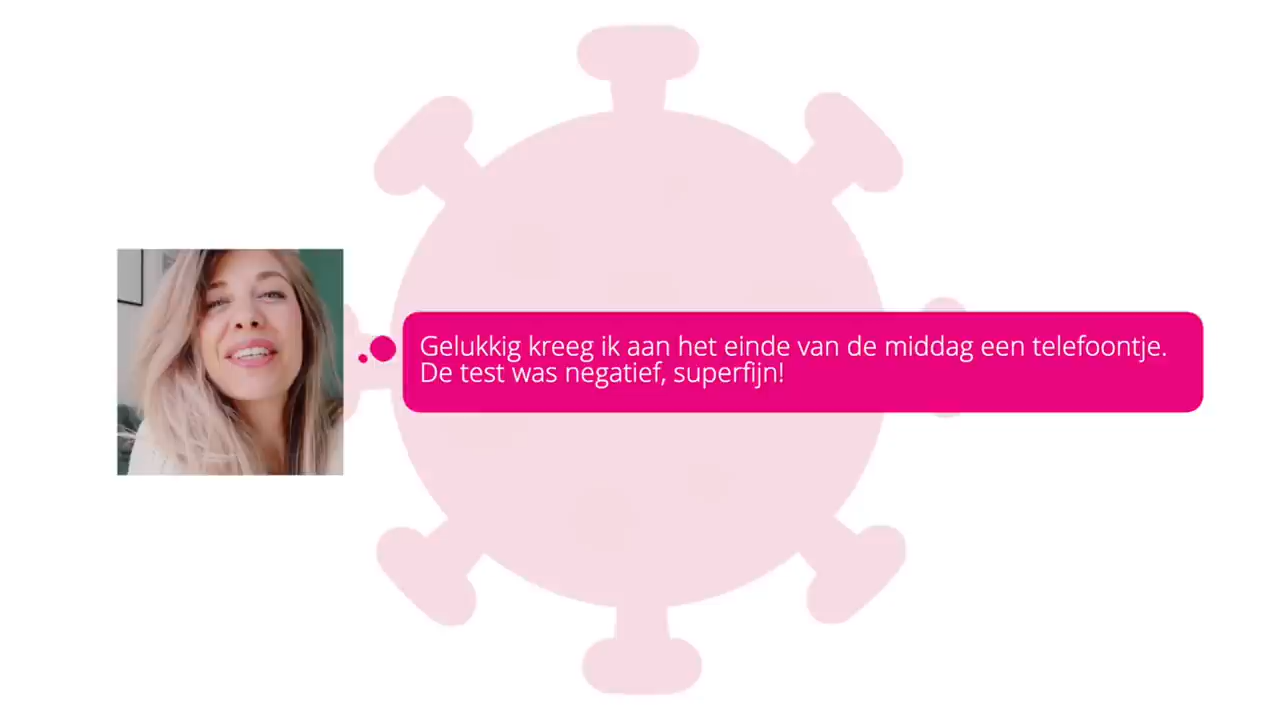 Gelukkig kreeg ik aan het einde van de middag een telefoontje.
De test was negatief, superfijn!